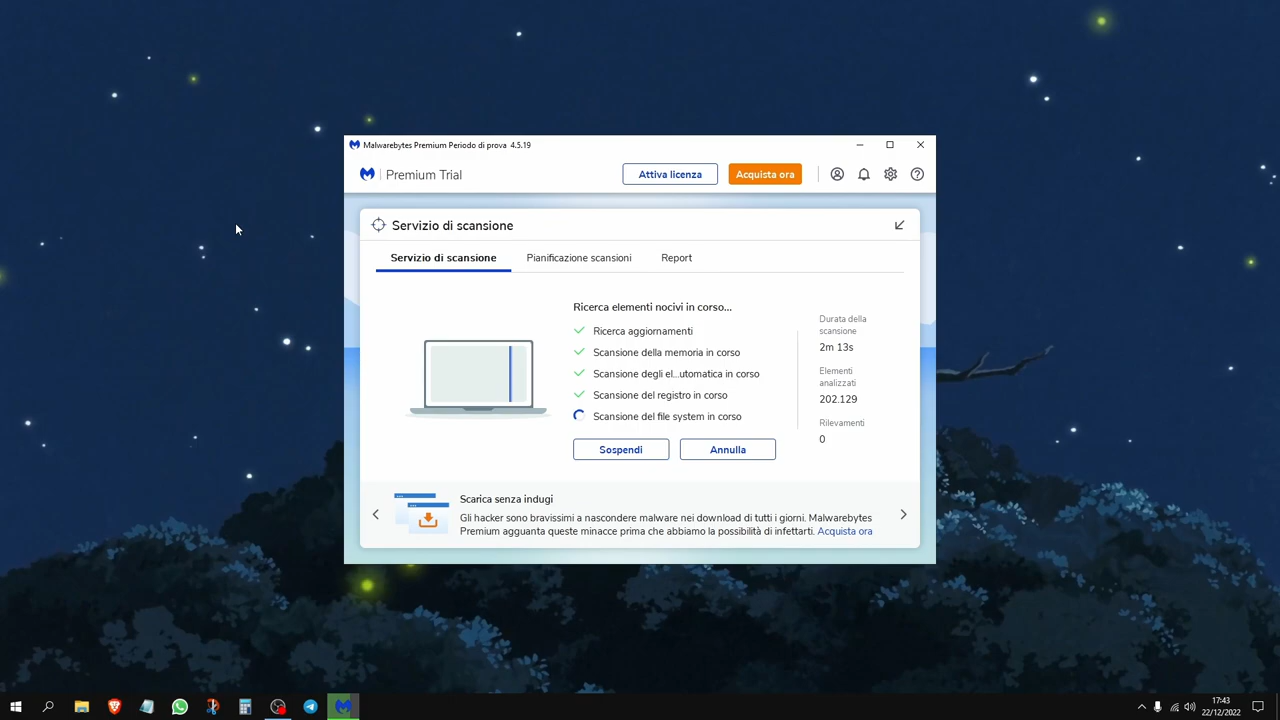 Malwarebytes Premium Periodo di prova 4.5.19
Premium Trial
Attiva licenza
Acquista ora
Servizio di scansione
Servizio di scansione
Pianificazione scansioni
Report
Ricerca elementi nocivi in corso...
Ricerca aggiornamenti
Scansione della memoria in corso
Scansione degli el...utomatica in corso
Scansione del registro in corso
Scansione del file system in corso
Sospendi
Annulla
Durata della
scansione
2m 13s
Elementi
analizzati
202.129
Rilevamenti
0
Scarica senza indugi
Gli hacker sono bravissimi a nascondere malware nei download di tutti i giorni. Malwarebytes
Premium agguanta queste minacce prima che abbiamo la possibilità di infettarti. Acquista ora
17:43
22/12/2022